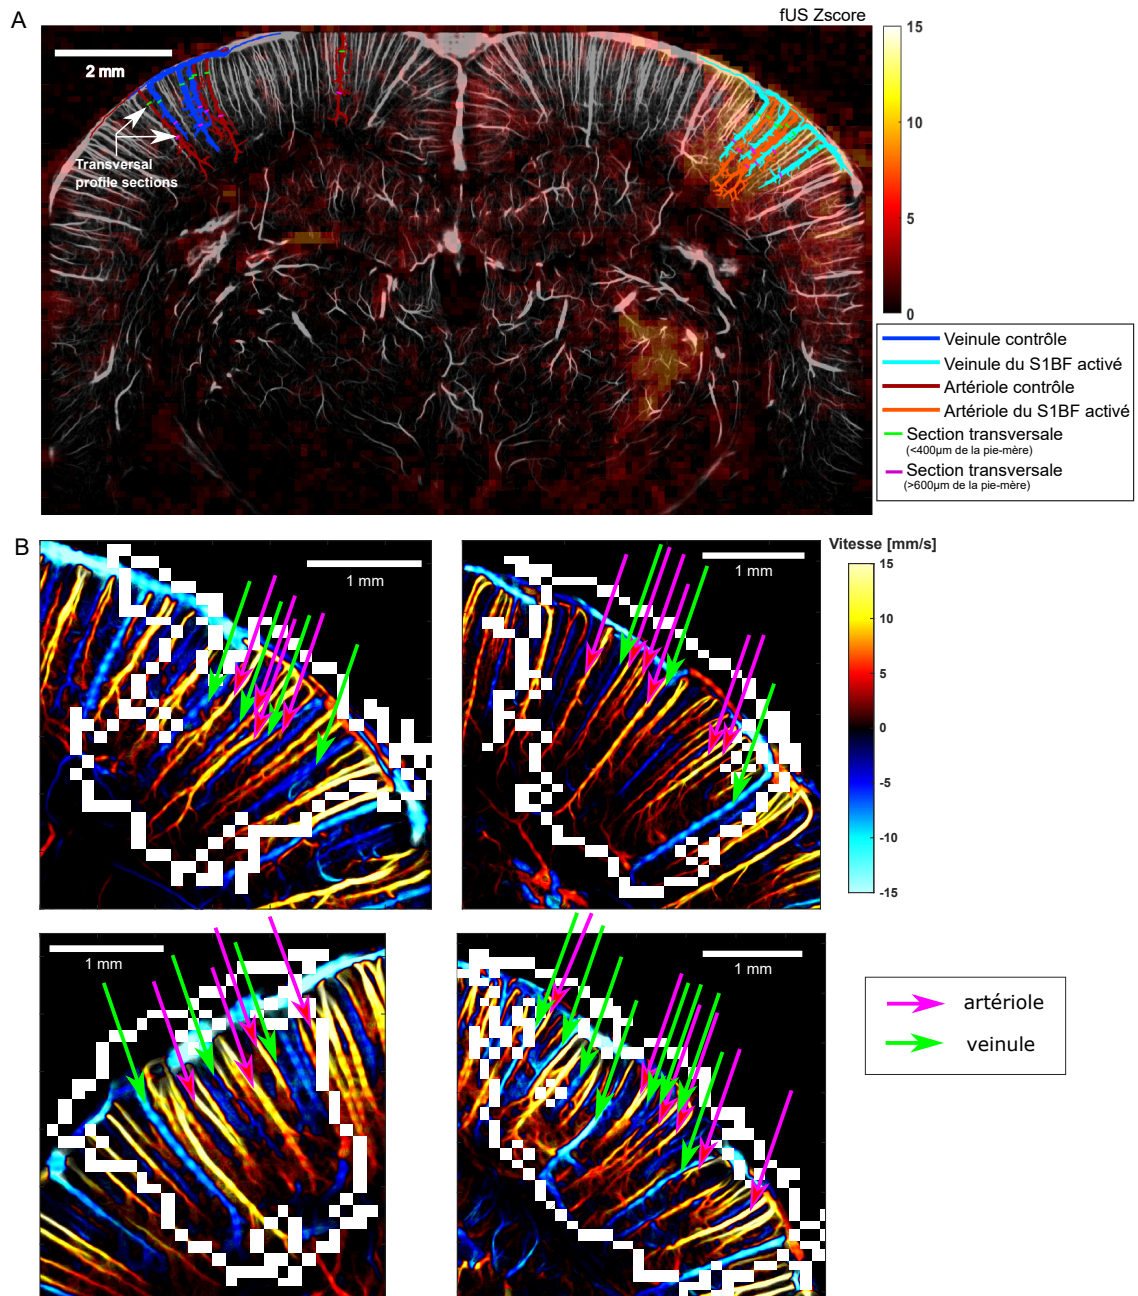 A
fUS Zscore
15
10
5
0
2 mm
Transversal
profile sections
Veinule contrôle
Veinule du S1BF activé
Artériole contrôle
Artériole du S1BF activé
Section transversale
(<400µm de la pie-mère)
Section transversale
(>600µm de la pie-mère)
B
1 mm
1 mm
Vitesse [mm/s]
15
10
5
0
-5
-10
-15
1 mm
1 mm
artériole
veinule